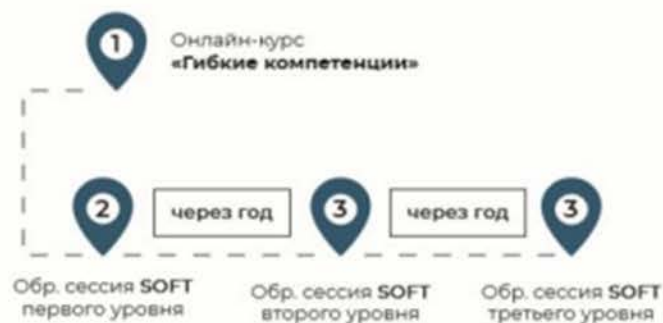 1
Онлайн-курс
«Гибкие компетенции»
2
через год
3
через год
3
Обр. сессия SOFT
первого уровня
Обр. сессия SOFT
второго уровня
Обр. сессия SOFT
третьего уровня